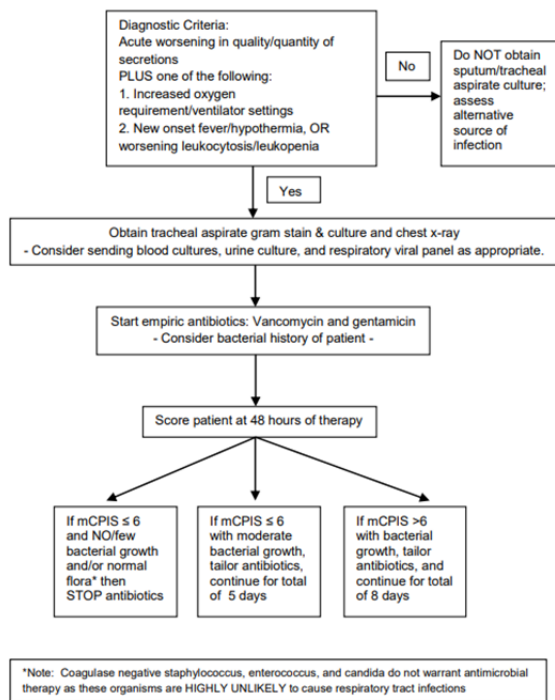 Diagnostic Criteria:
Acute worsening in quality/quantity of
secretions
PLUS one of the following:
1. Increased oxygen
requirement/ventilator settings
2. New onset fever/hypothermia, OR
worsening leukocytosis/leukopenia
No
Do NOT obtain
sputum/tracheal
aspirate culture;
assess
alternative
source of
infection
Yes
Obtain tracheal aspirate gram stain & culture and chest x-ray
- Consider sending blood cultures, urine culture, and respiratory viral panel as appropriate.
Start empiric antibiotics: Vancomycin and gentamicin
- Consider bacterial history of patient -
Score patient at 48 hours of therapy
If mCPIS ≤ 6
and NO/few
bacterial growth
and/or normal
flora* then
STOP antibiotics
If mCPIS ≤ 6
with moderate
bacterial growth,
tailor antibiotics,
continue for total
of 5 days
If mCPIS >6
with bacterial
growth, tailor
antibiotics, and
continue for total
of 8 days
*Note: Coagulase negative staphylococcus, enterococcus, and candida do not warrant antimicrobial
therapy as these organisms are HIGHLY UNLIKELY to cause respiratory tract infections